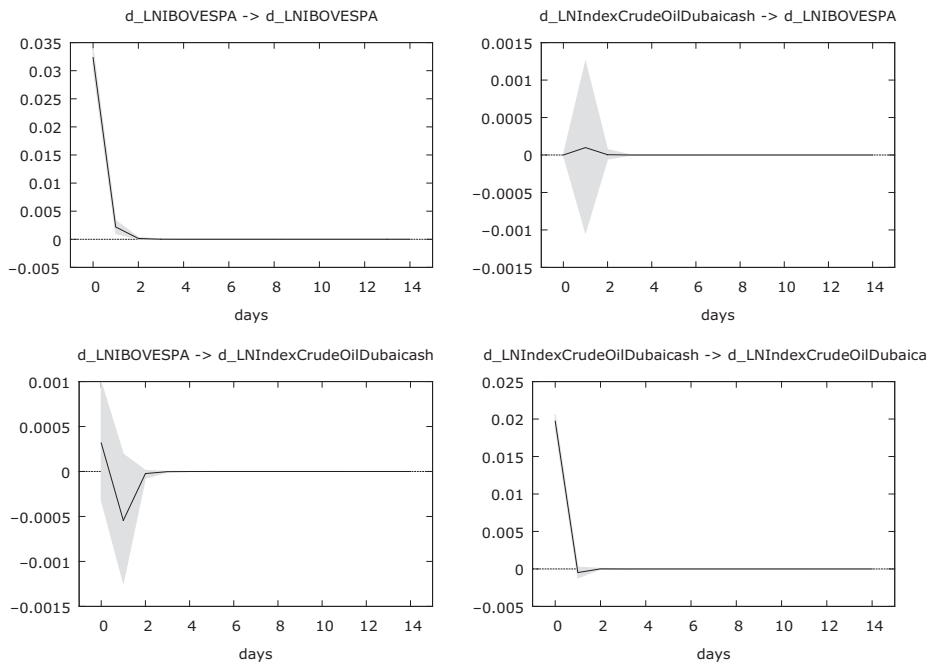 d_LNIBOVESPA -> d_LNIBOVESPA
0.035
0.03
0.025
0.02
0.015
0.01
0.005
0
−0.005
0 2 4 6 8 10 12 14
days
d_LNIndexCrudeOilDubaicash -> d_LNIBOVESPA
0.0015
0.001
0.0005
0
−0.0005
−0.001
−0.0015
0 2 4 6 8 10 12 14
days
d_LNIBOVESPA -> d_LNIndexCrudeOilDubaicash
0.001
0.0005
0
−0.0005
−0.001
−0.0015
0 2 4 6 8 10 12 14
days
d_LNIndexCrudeOilDubaicash -> d_LNIndexCrudeOilDubaica
0.025
0.02
0.015
0.01
0.005
0
−0.005
0 2 4 6 8 10 12 14
days